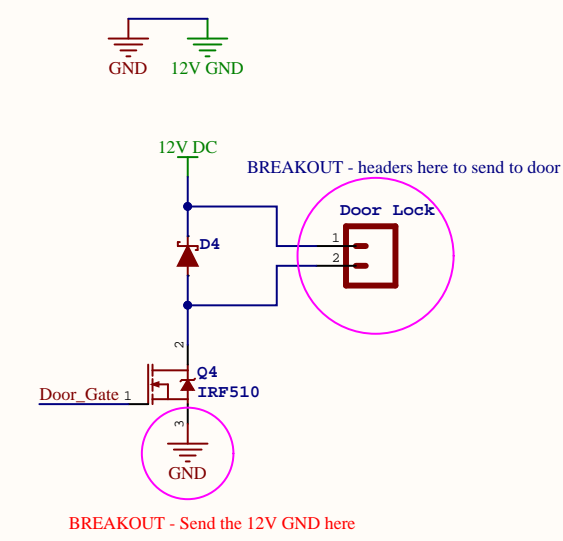 GND
12V GND
12V DC
BREAKOUT - headers here to send to door
Door Lock
1
2
D4
2
Q4
IRF510
Door_Gate 1
3
GND
BREAKOUT - Send the 12V GND here